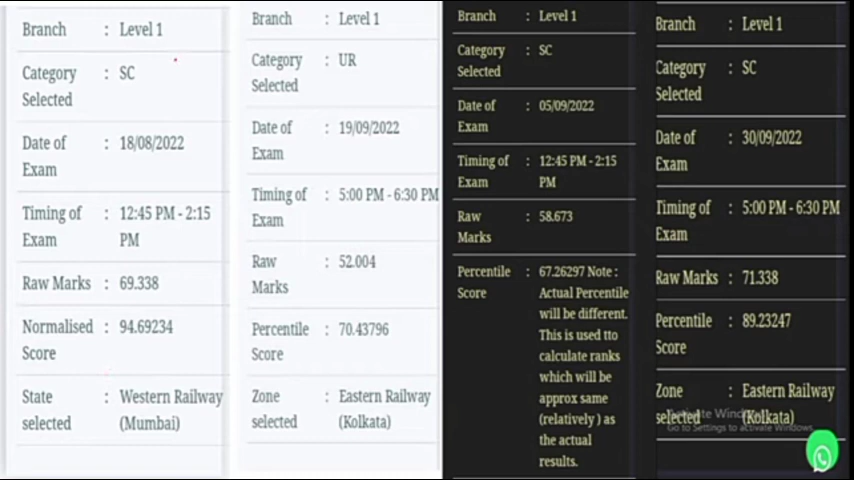 Branch : Level 1
Category : SC
Selected
Date of : 18/08/2022
Exam
Timing of : 12:45 PM - 2:15
Exam PM
Raw Marks : 69.338
Normalised : 94.69234
Score
State : Western Railway
selected (Mumbai)
Branch : Level 1
Category : UR
Selected
Date of : 19/09/2022
Exam
Timing of : 5:00 PM - 6:30 PM
Exam
Raw : 52.004
Marks
Percentile : 70.43796
Score
Zone : Eastern Railway
selected (Kolkata)
Branch : Level 1
Category : SC
Selected
Date of : 05/09/2022
Exam
Timing of : 12:45 PM - 2:15
Exam PM
Raw : 58.673
Marks
Percentile : 67.26297 Note :
Score Actual Percentile
will be different.
This is used tto
calculate ranks
which will be
approx same
(relatively ) as
the actual
results.
Branch : Level 1
Category : SC
Selected
Date of : 30/09/2022
Exam
Timing of : 5:00 PM - 6:30 PM
Exam
Raw Marks : 71.338
Percentile : 89.23247
Score
Zone : Eastern Railway
selected (Kolkata)
Activate Windows
Go to Settings to activate Windows.